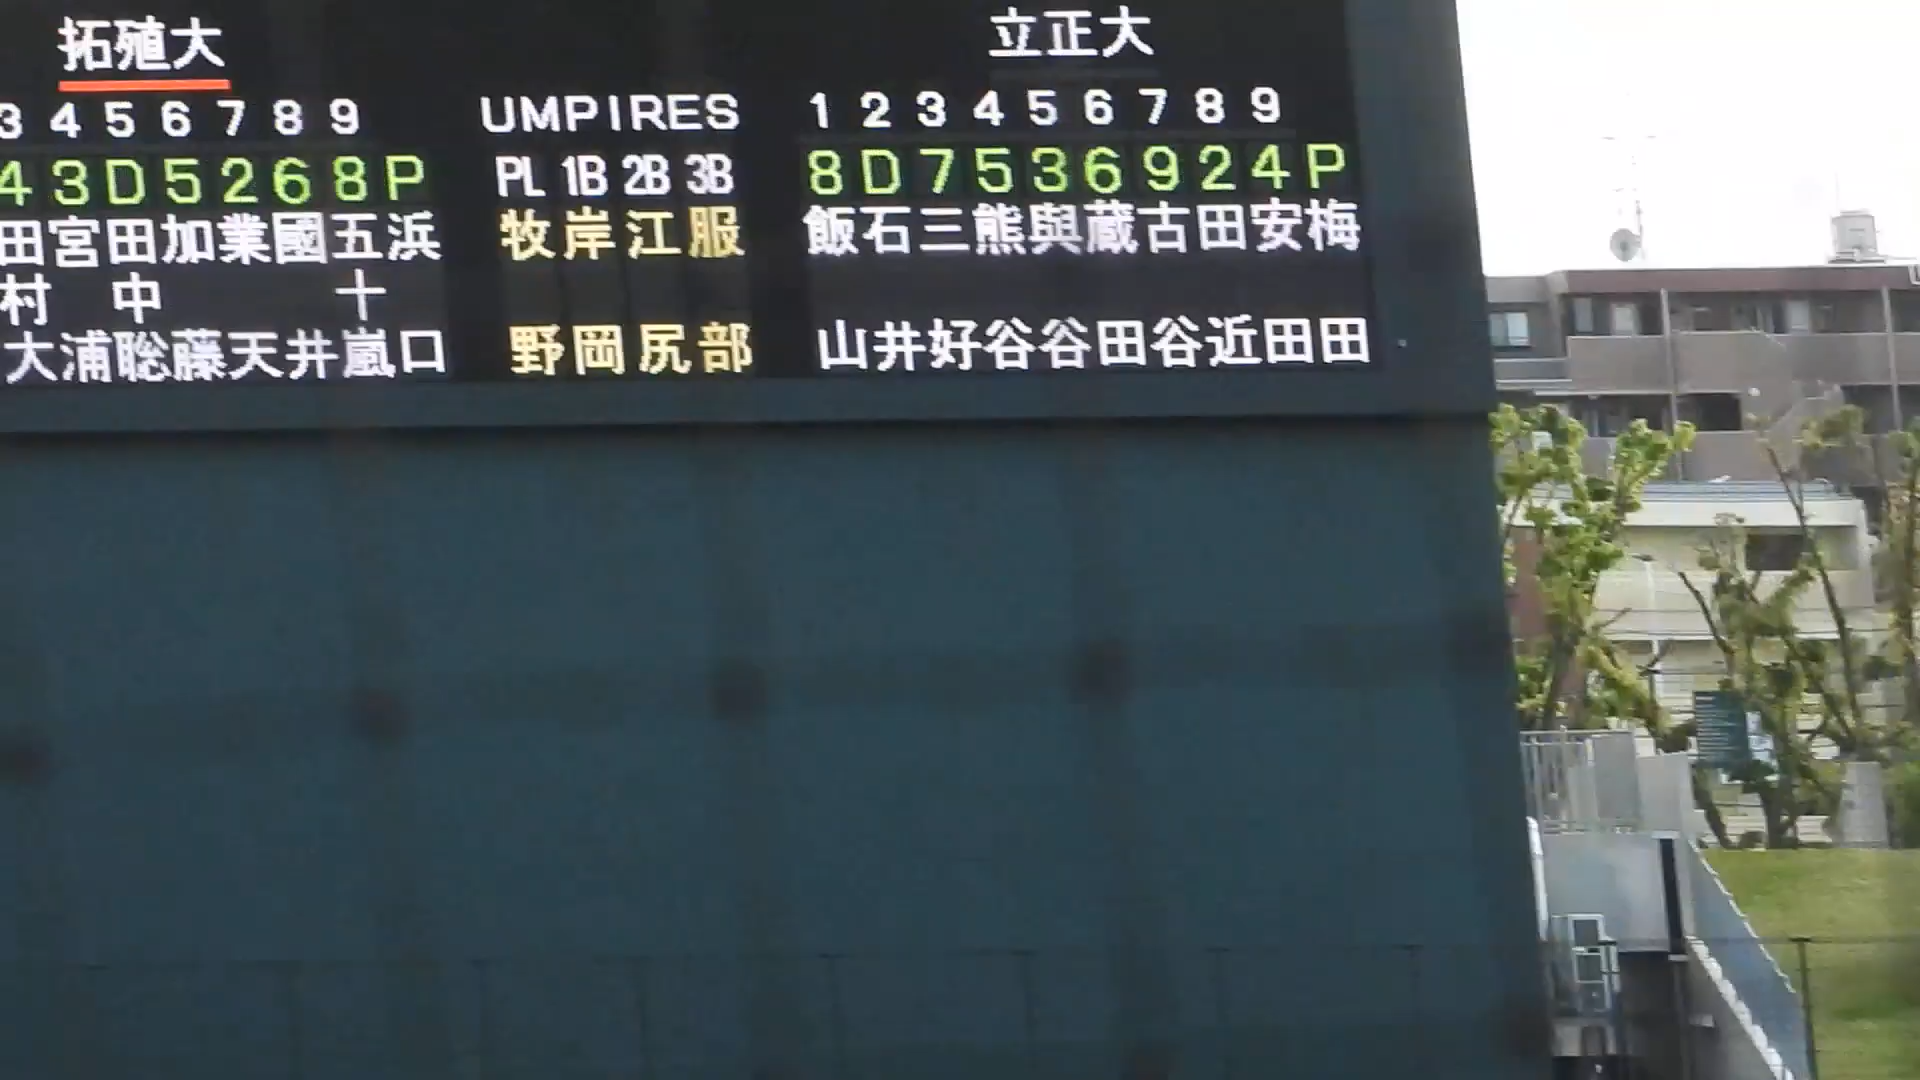 拓殖大 立正大
3 4 5 6 7 8 9 UMPIRES 1 2 3 4 5 6 7 8 9
4 3 D 5 2 6 8 P PL 1B 2B 3B 8 D 7 5 3 6 9 2 4 P
田宮田加業國五浜 牧岸江服 飯石三熊與蔵古田安梅
村 中 十
大浦聡藤天井嵐口 野岡尻部 山井好谷谷田谷近田田